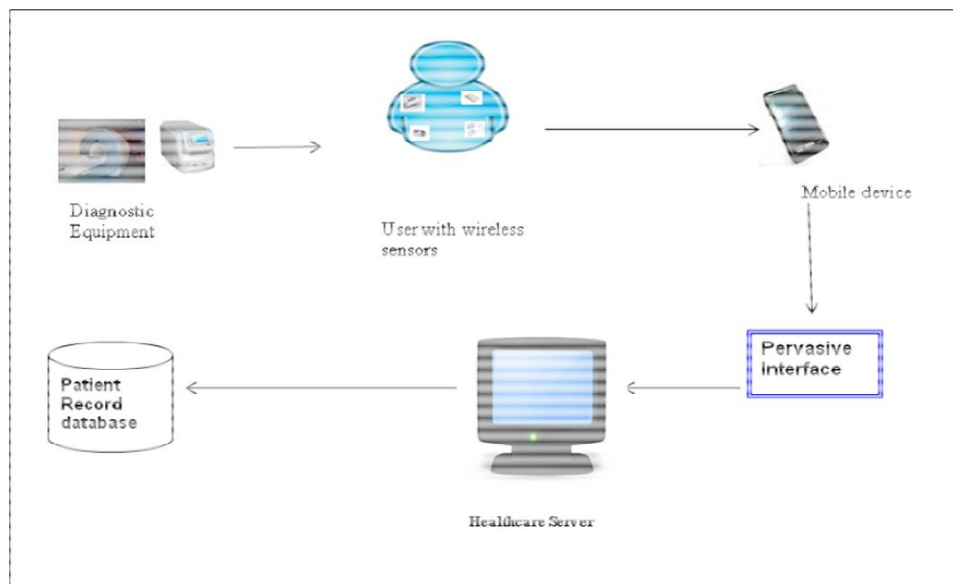 Diagnostic
Equipment
User with wireless
sensors
Mobile device
Pervasive
Interface
Healthcare Server
Patient
Record
database